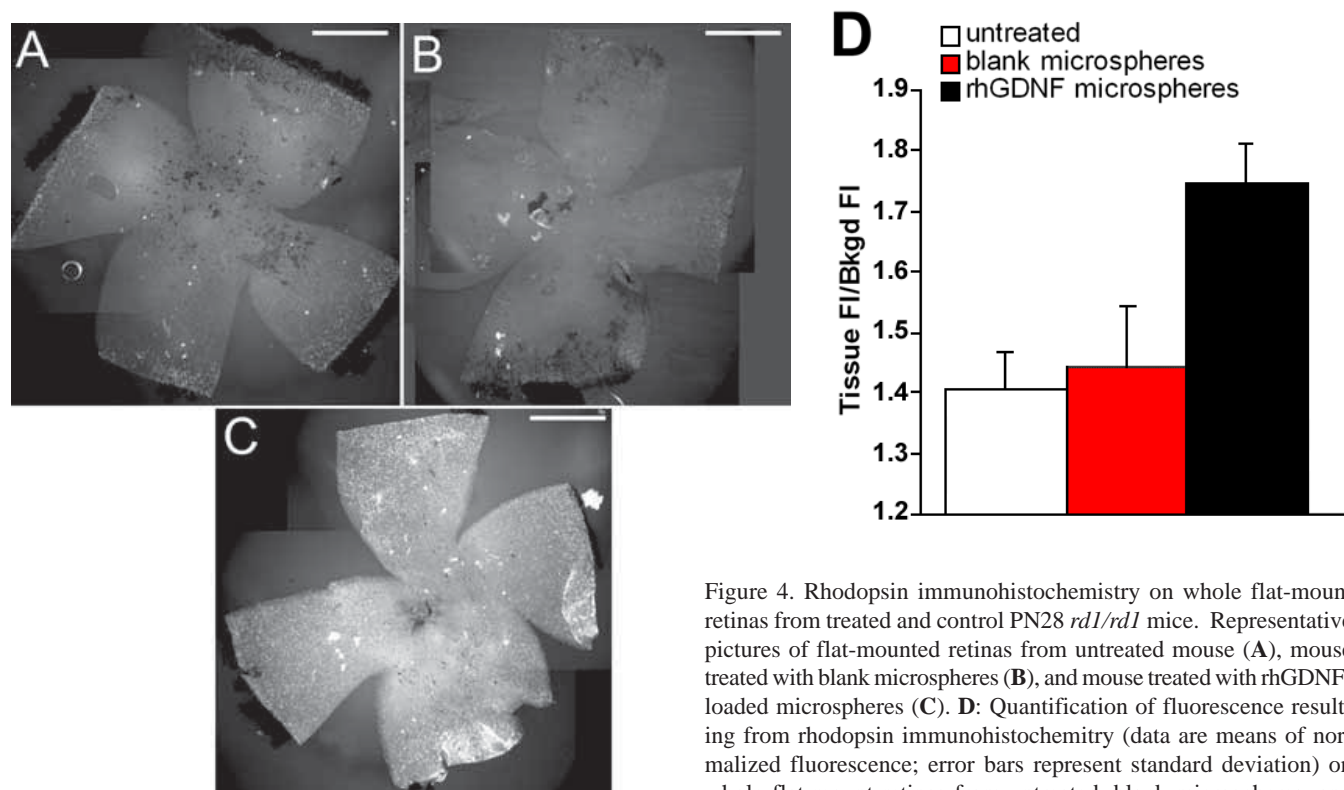 A
B
C
D
untreated
blank microspheres
rhGDNF microspheres
Tissue FI/Bkgd FI
1.9
1.8
1.7
1.6
1.5
1.4
1.3
1.2
Figure 4. Rhodopsin immunohistochemistry on whole flat-moun
retinas from treated and control PN28 rd1/rd1 mice. Representative
pictures of flat-mounted retinas from untreated mouse (A), mouse
treated with blank microspheres (B), and mouse treated with rhGDNF
loaded microspheres (C). D: Quantification of fluorescence result
ing from rhodopsin immunohistochemitry (data are means of nor
malized fluorescence; error bars represent standard deviation) on